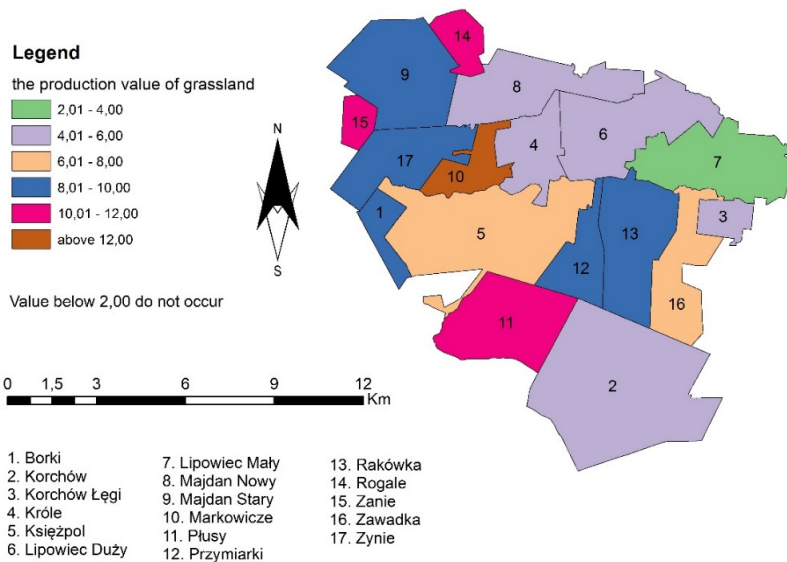 Legend
the production value of grassland
2,01 - 4,00
4,01 - 6,00
6,01 - 8,00
8,01 - 10,00
10,01 - 12,00
above 12,00
Value below 2,00 do not occur
N
S
14
9
8
15
6
4
7
17
10
1
5
13
3
12
16
11
2
0 1,5 3 6 9 12
Km
1. Borki
2. Korchów
3. Korchów Łęgi
4. Króle
5. Księżpol
6. Lipowiec Duży
7. Lipowiec Mały
8. Majdan Nowy
9. Majdan Stary
10. Markowicze
11. Płusy
12. Przymiarki
13. Rakówka
14. Rogale
15. Zanie
16. Zawadka
17. Zynie